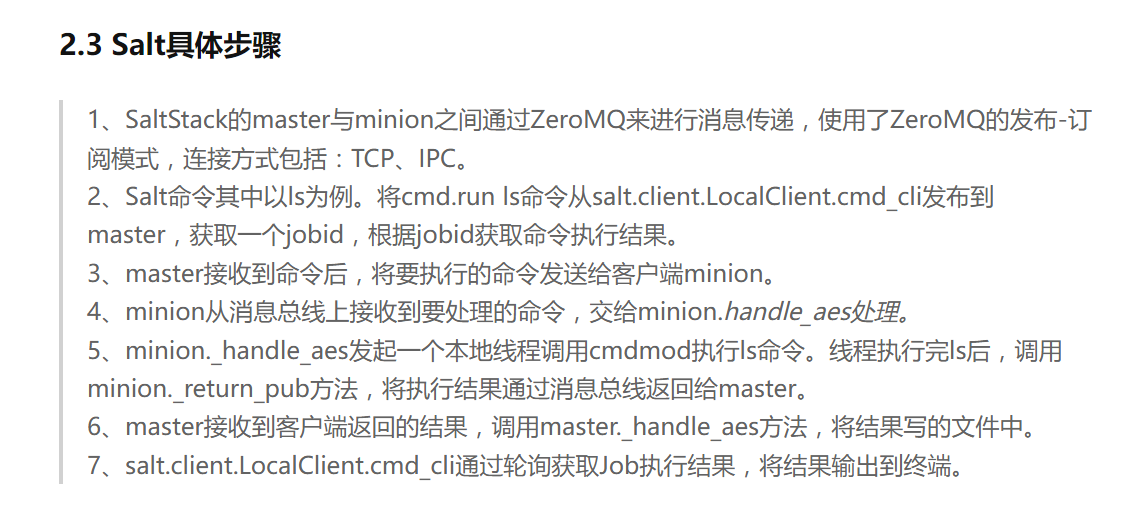 2.3 Salt具体步骤
1、SaltStack的master与minion之间通过ZeroMQ来进行消息传递，使用了ZeroMQ的发布-订
阅模式，连接方式包括：TCP、IPC。
2、Salt命令其中以ls为例。将cmd.run ls命令从salt.client.LocalClient.cmd_cli发布到
master，获取一个jobid，根据jobid获取命令执行结果。
3、master接收到命令后，将要执行的命令发送给客户端minion。
4、minion从消息总线上接收到要处理的命令，交给minion.handle_aes处理。
5、minion._handle_aes发起一个本地线程调用cmdmod执行ls命令。线程执行完ls后，调用
minion._return_pub方法，将执行结果通过消息总线返回给master。
6、master接收到客户端返回的结果，调用master._handle_aes方法，将结果写的文件中。
7、salt.client.LocalClient.cmd_cli通过轮询获取Job执行结果，将结果输出到终端。